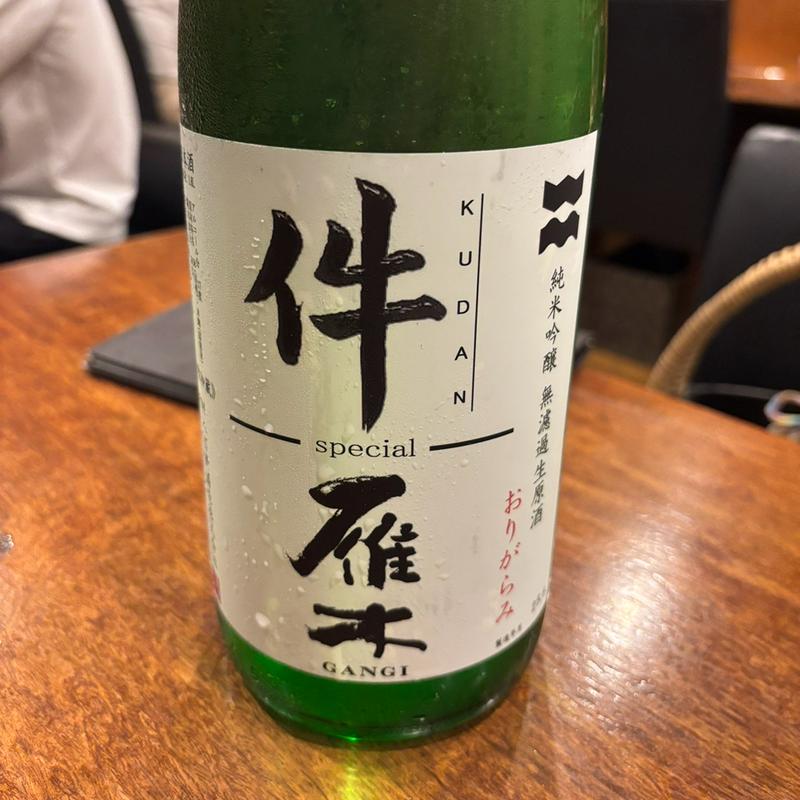 件
KUDAN
special
雁木
GANGI
純米吟醸 無濾過生原酒
おりがらみ